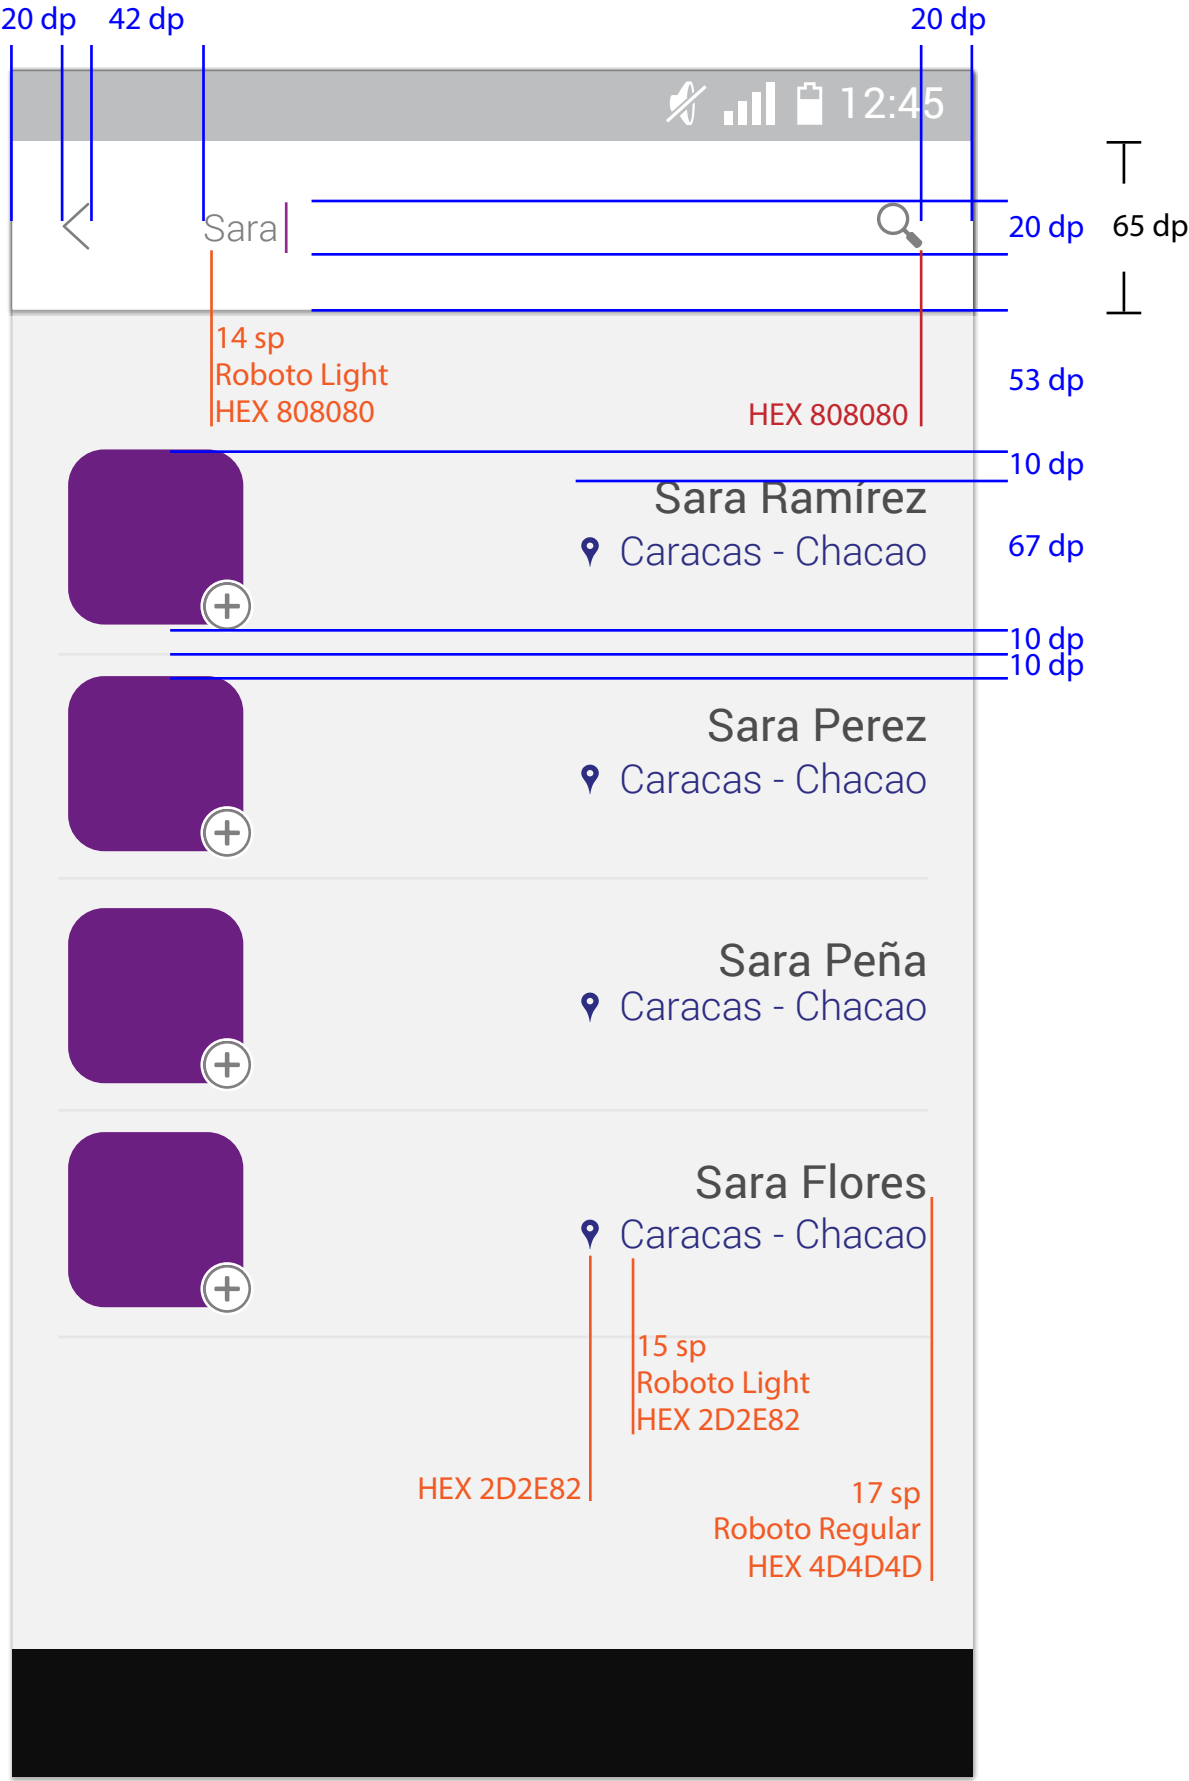 20 dp 42 dp 20 dp
12:45
Sara
20 dp 65 dp
14 sp
Roboto Light
HEX 808080
53 dp
HEX 808080
10 dp
Sara Ramírez
Caracas - Chacao
67 dp
10 dp
10 dp
Sara Perez
Caracas - Chacao
Sara Peña
Caracas - Chacao
Sara Flores
Caracas - Chacao
15 sp
Roboto Light
HEX 2D2E82
HEX 2D2E82
17 sp
Roboto Regular
HEX 4D4D4D